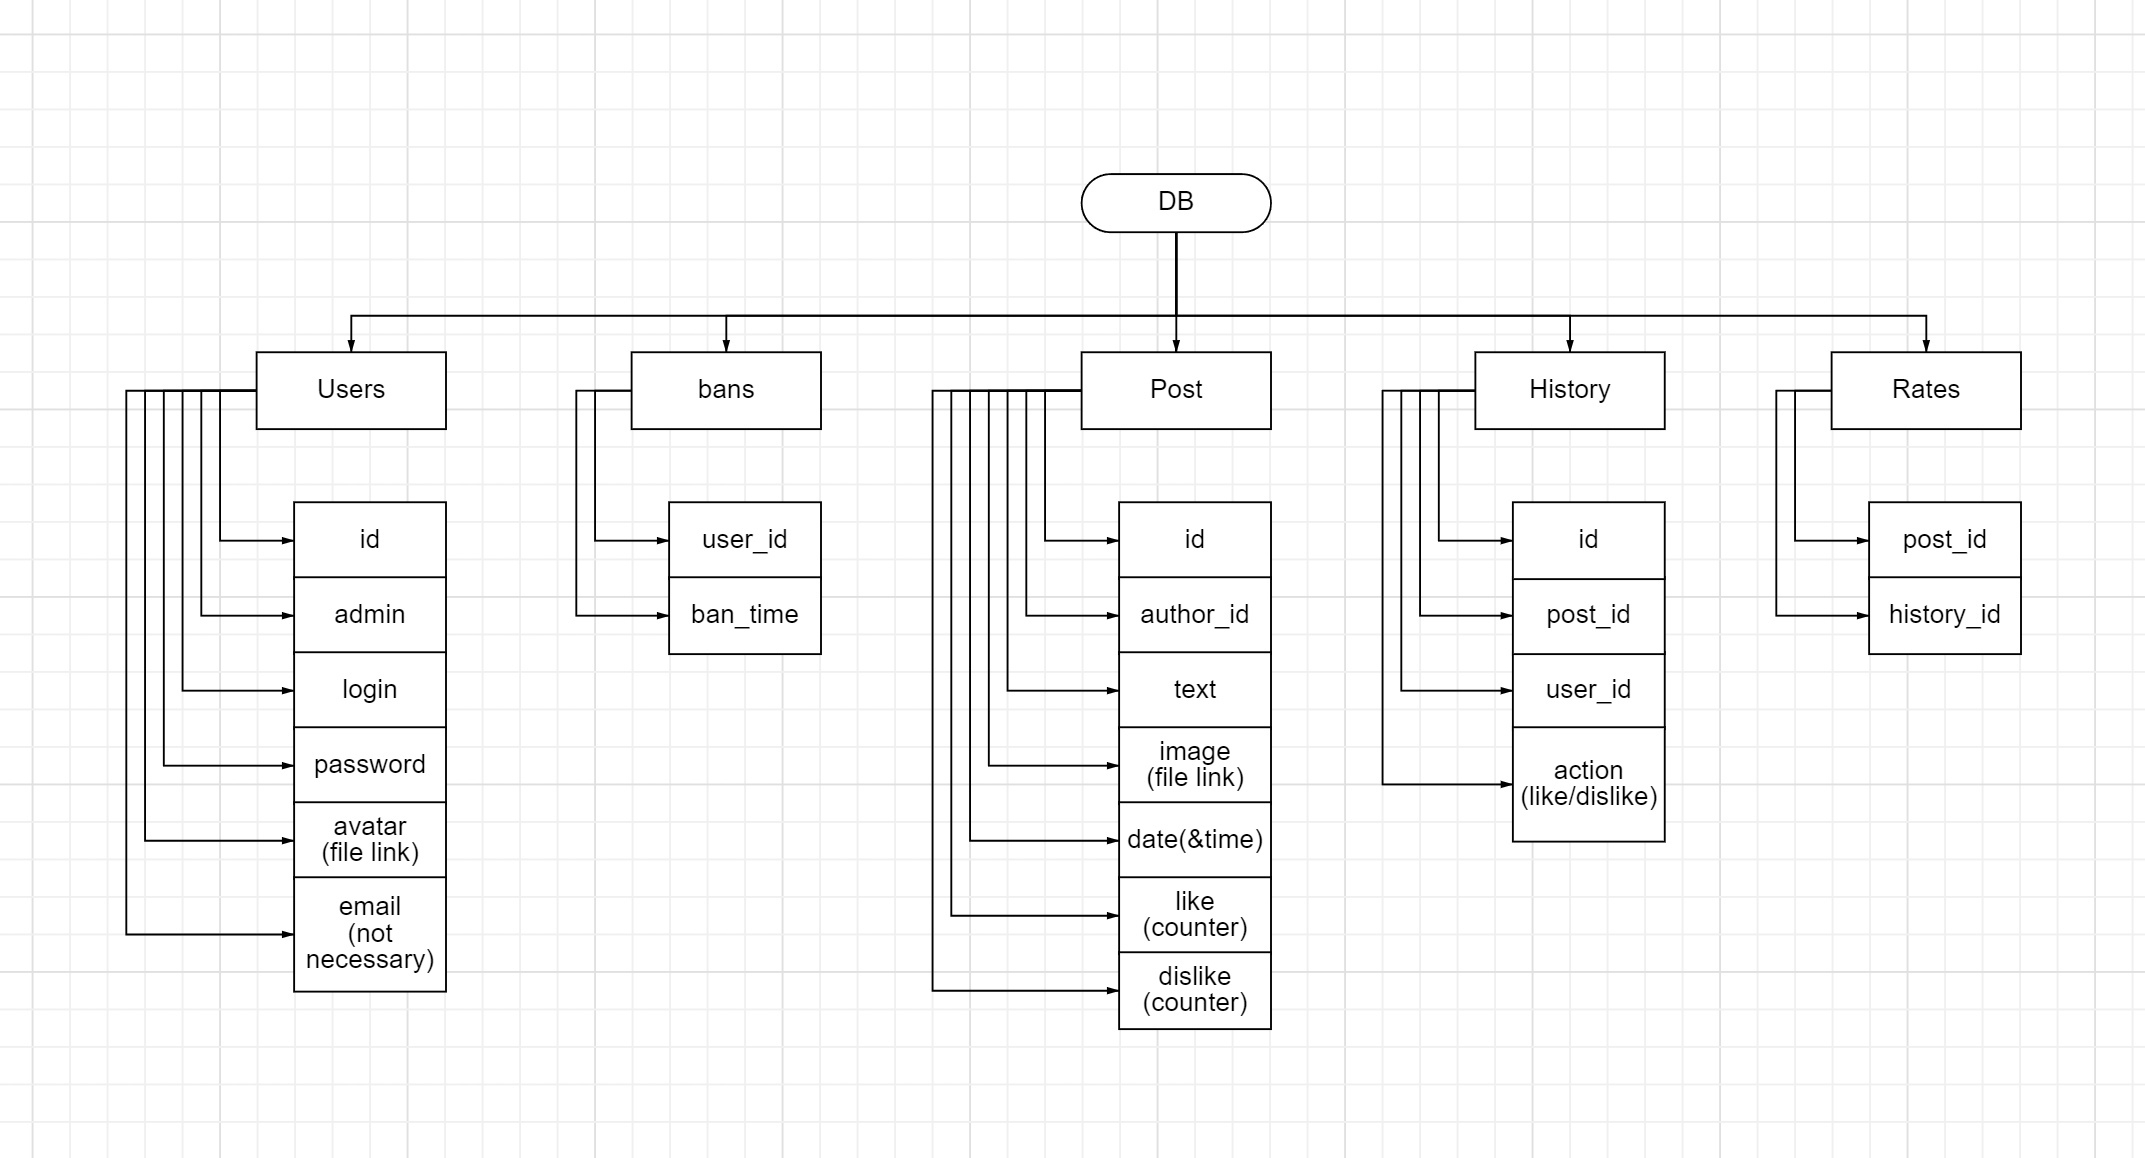 DB
Users
bans
Post
History
Rates
id
admin
login
password
avatar
(file link)
email
(not
necessary)
user_id
ban_time
id
author_id
text
image
(file link)
date(&time)
like
(counter)
dislike
(counter)
id
post_id
user_id
action
(like/dislike)
post_id
history_id